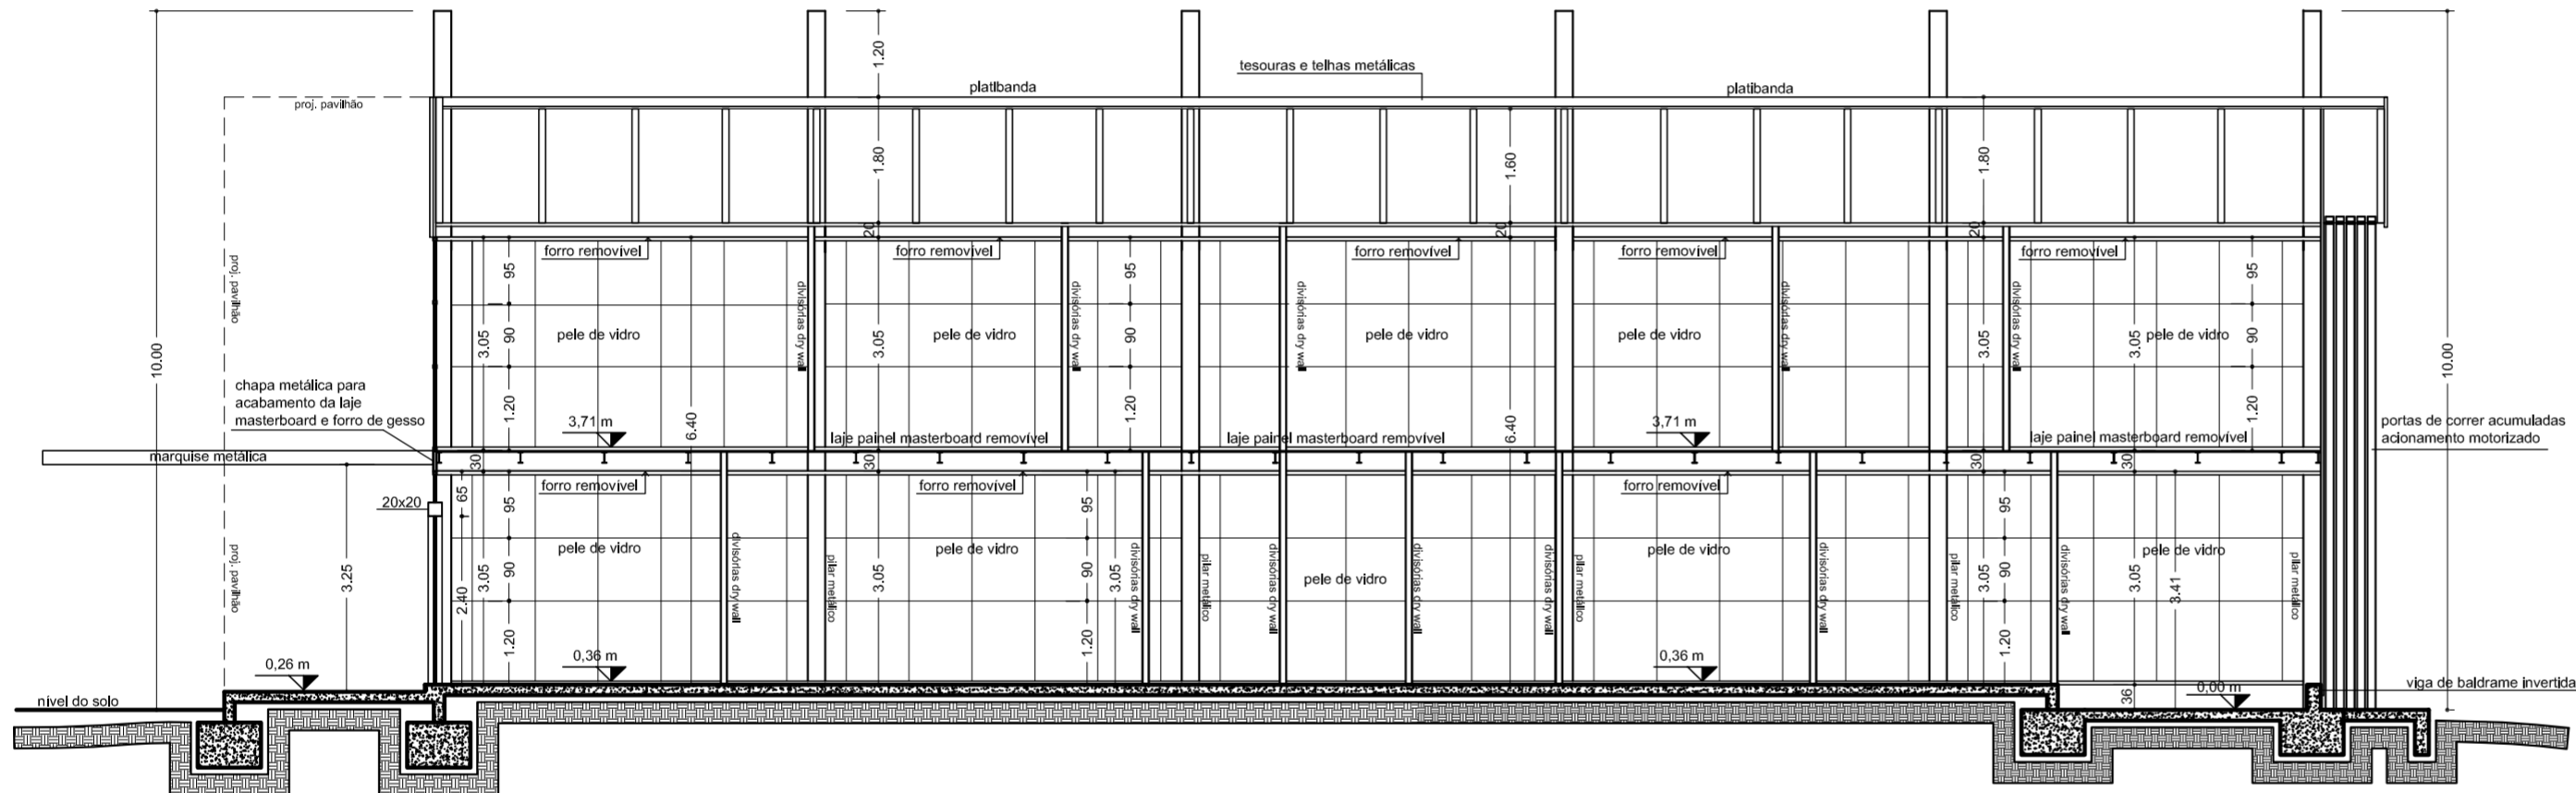 1.20
tesouras e telhas metálicas
platibanda
platibanda
proj. pavilhão
1.80
1.60
1.80
20
20
20
forro removível
forro removível
forro removível
forro removível
forro removível
proj. pavilhão
95
95
95
divisórias dry wall
divisórias dry wall
divisórias dry wall
divisórias dry wall
divisórias dry wall
10.00
3.05
90
pele de vidro
3.05
pele de vidro
90
pele de vidro
pele de vidro
3.05
3.05
pele de vidro
90
10.00
chapa metálica para
acabamento da laje
masterboard e forro de gesso
1.20
3,71 m
6.40
1.20
6.40
3,71 m
1.20
portas de correr acumuladas
acionamento motorizado
laje painel masterboard removível
laje painel masterboard removível
laje painel masterboard removível
marquise metálica
30
30
30
30
forro removível
forro removível
forro removível
20x20
65
95
95
95
proj. pavilhão
3.25
2.40
3.05
90
pele de vidro
divisórias dry wall
pilar metálico
3.05
pele de vidro
90
3.05
divisórias dry wall
pilar metálico
divisórias dry wall
pele de vidro
divisórias dry wall
divisórias dry wall
pilar metálico
pele de vidro
divisórias dry wall
pilar metálico
3.05
90
divisórias dry wall
3.05
pele de vidro
3.41
pilar metálico
1.20
1.20
1.20
0,26 m
0,36 m
0,36 m
36
0,00 m
viga de baldrame invertida
nível do solo